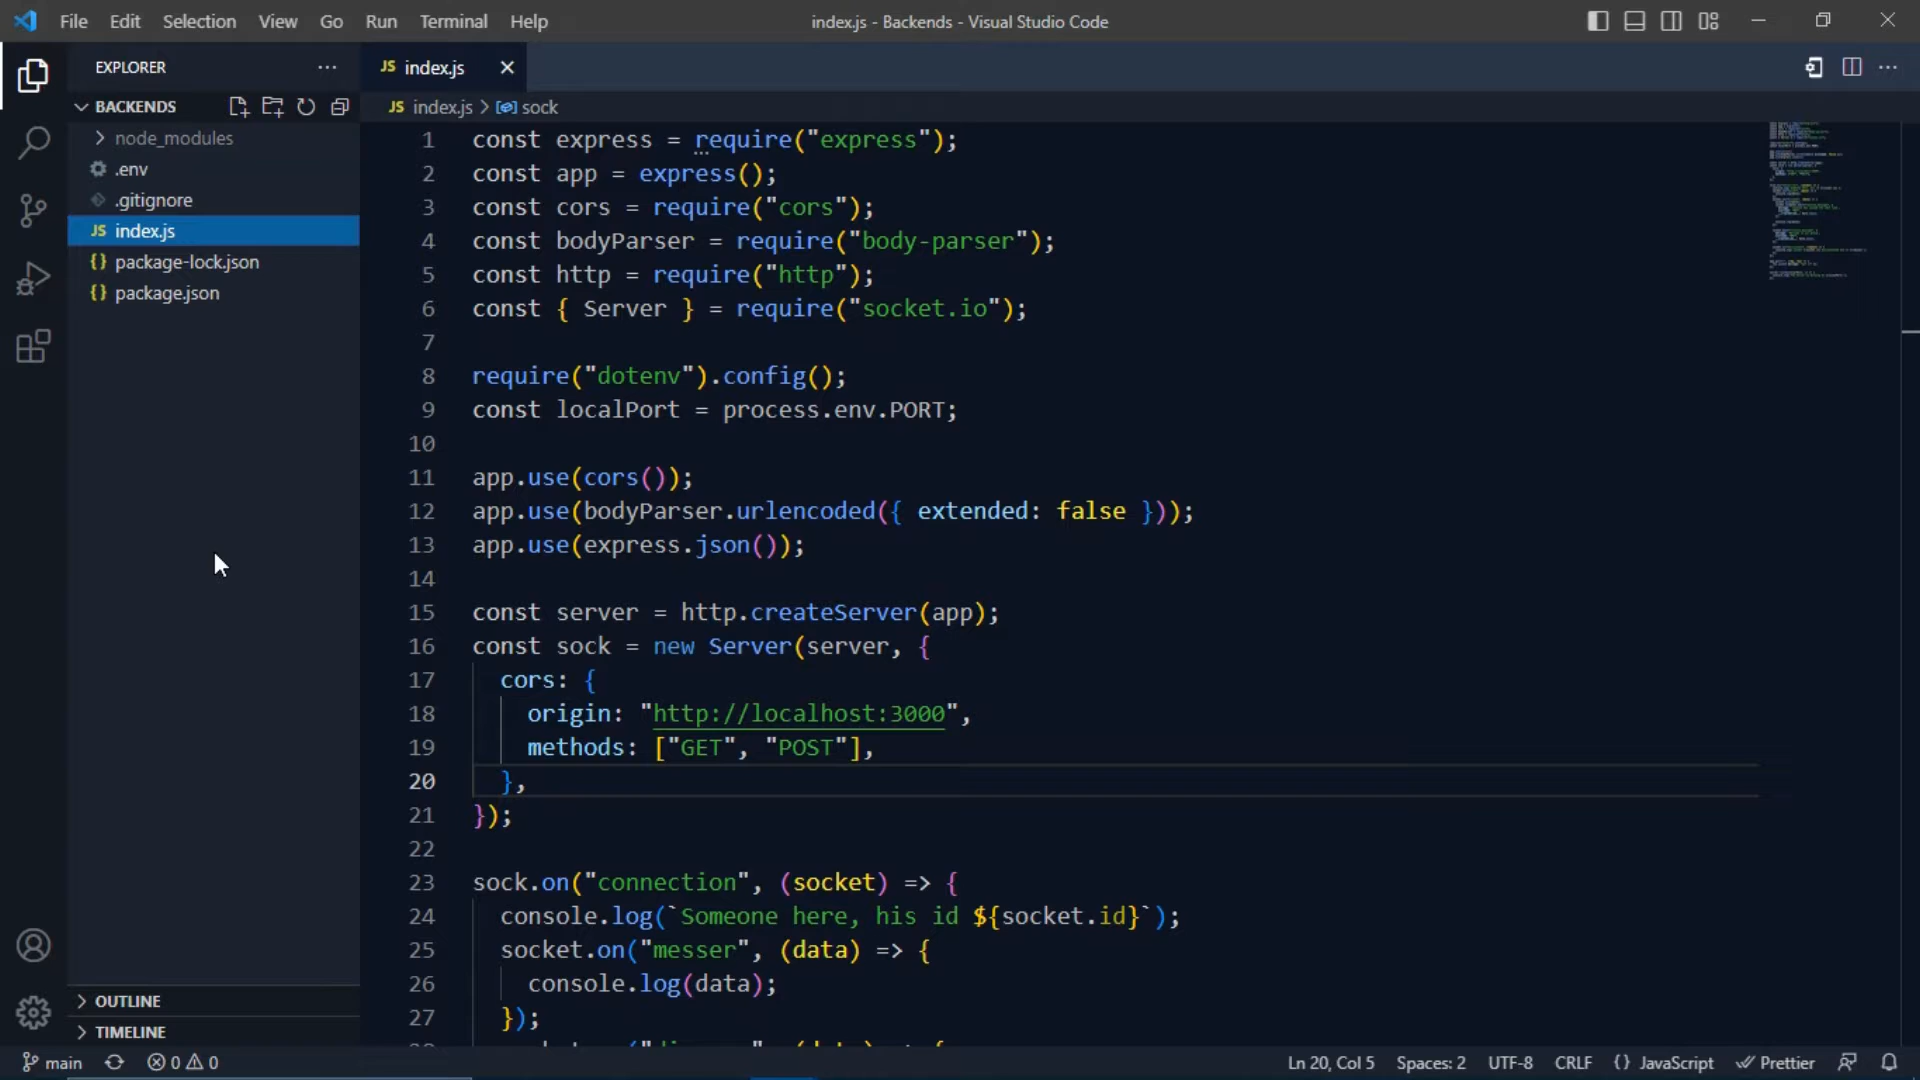 File Edit Selection View Go Run Terminal Help
index.js - Backends - Visual Studio Code
EXPLORER
BACKENDS
node_modules
.env
.gitignore
JS index.js
{} package-lock.json
{} package.json
OUTLINE
TIMELINE
JS index.js
JS index.js > sock
1 const express = require("express");
2 const app = express();
3 const cors = require("cors");
4 const bodyParser = require("body-parser");
5 const http = require("http");
6 const { Server } = require("socket.io");
7
8 require("dotenv").config();
9 const localPort = process.env.PORT;
10
11 app.use(cors());
12 app.use(bodyParser.urlencoded({ extended: false }));
13 app.use(express.json());
14
15 const server = http.createServer(app);
16 const sock = new Server(server, {
17 cors: {
18 origin: "http://localhost:3000",
19 methods: ["GET", "POST"],
20 },
21 });
22
23 sock.on("connection", (socket) => {
24 console.log(`Someone here, his id ${socket.id}`);
25 socket.on("messer", (data) => {
26 console.log(data);
27 });
main 0 0 Ln 20, Col 5 Spaces: 2 UTF-8 CRLF {} JavaScript Prettier